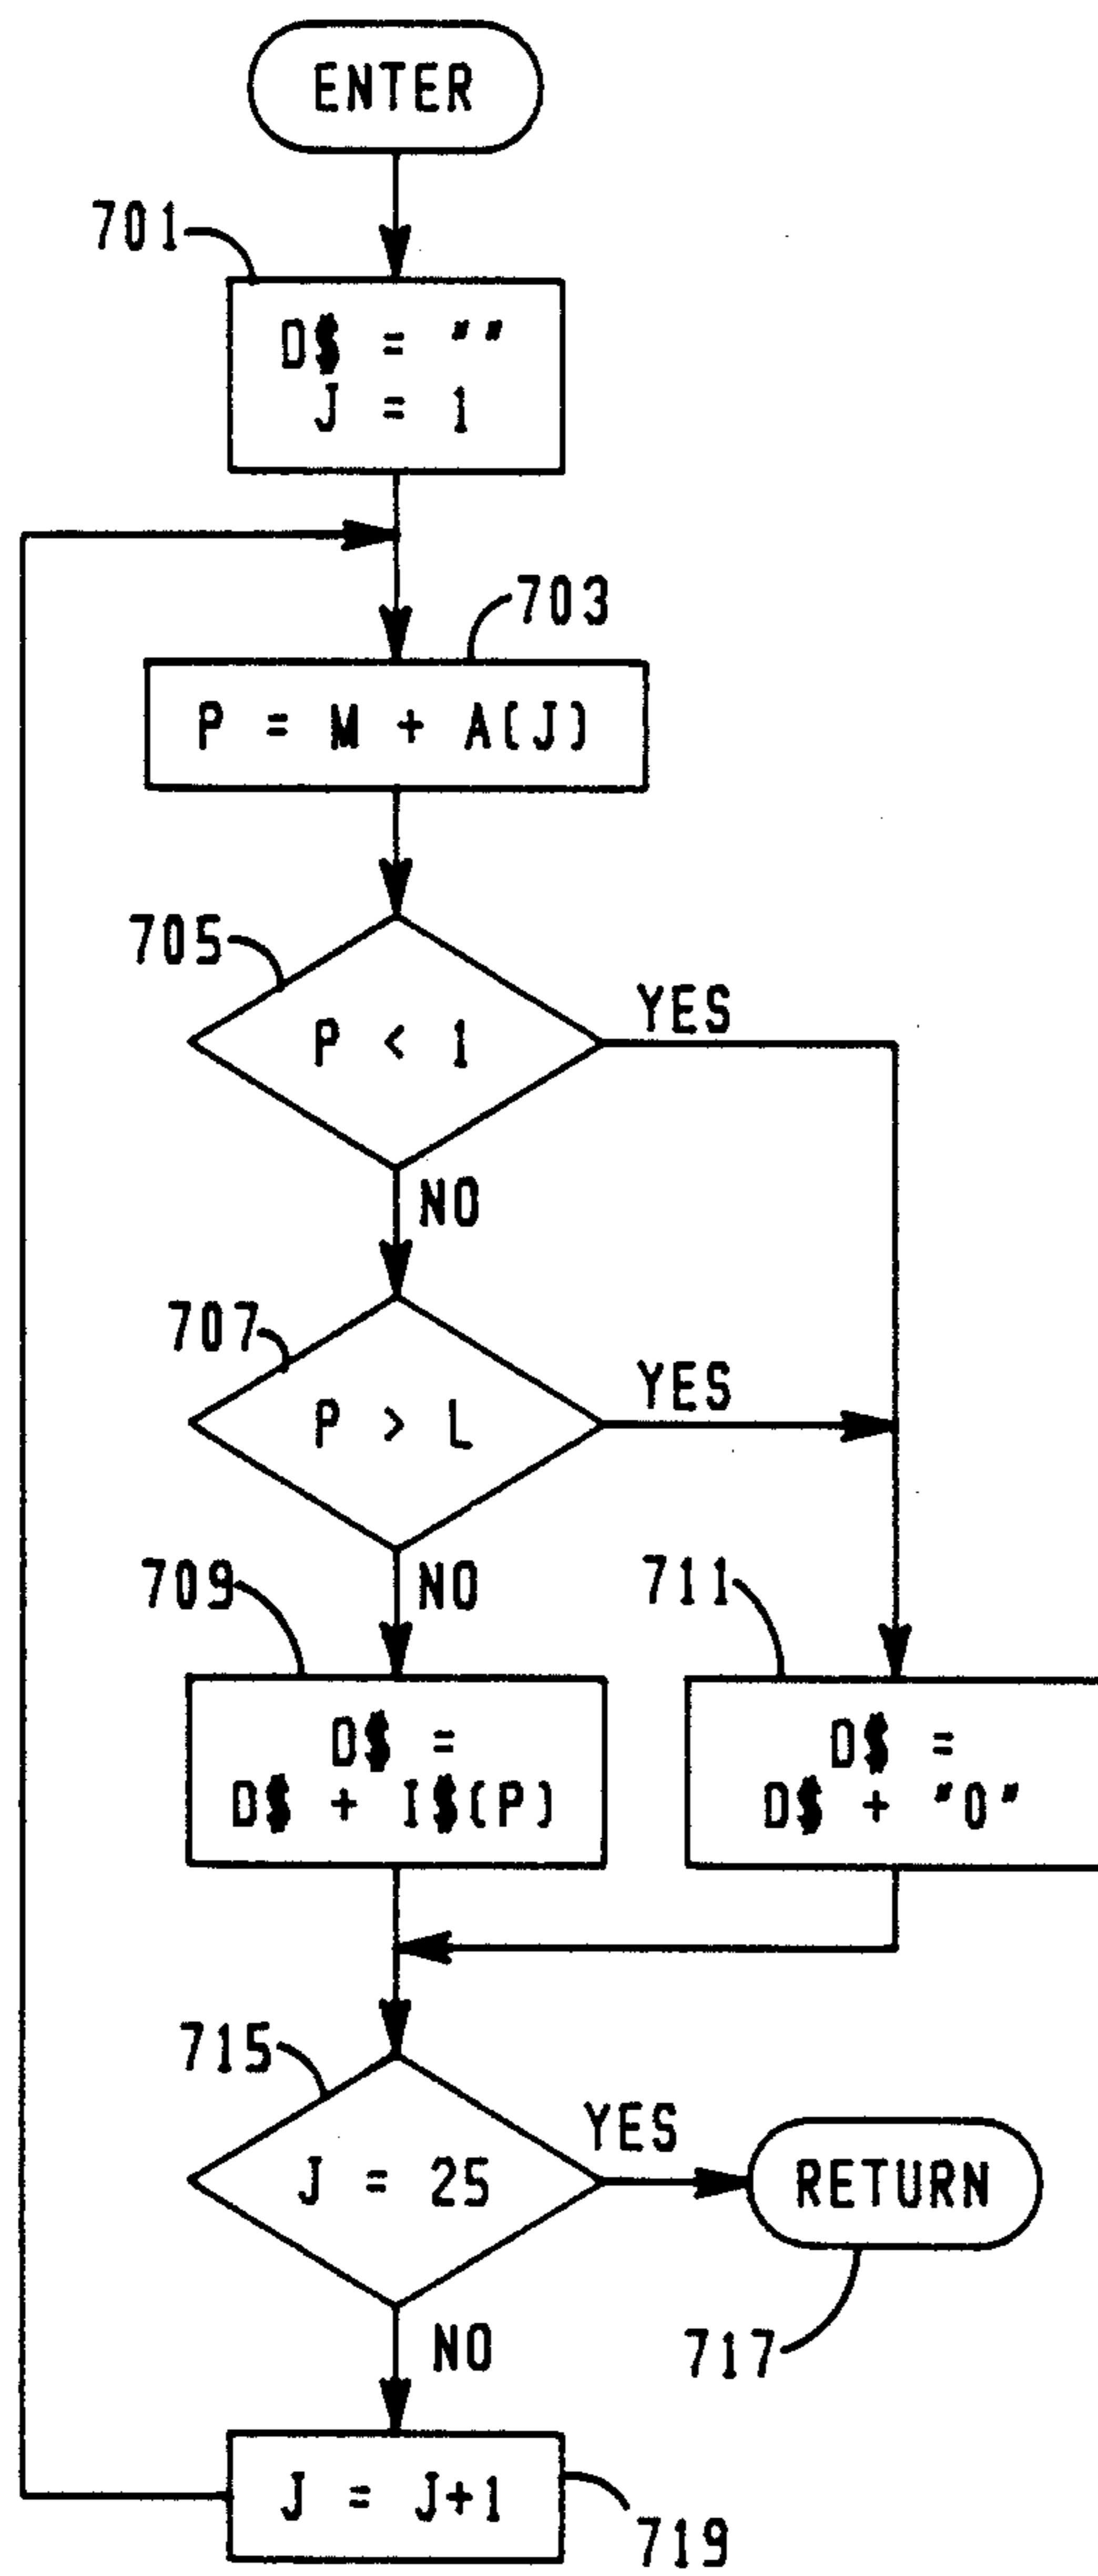 ENTER
701
D$ = ""
J = 1
703
P = M + A(J)
705
P < 1
YES
NO
707
P > L
YES
NO
709
711
D$ =
D$ + I$(P)
D$ =
D$ + "0"
715
J = 25
YES
RETURN
717
NO
J = J+1
719